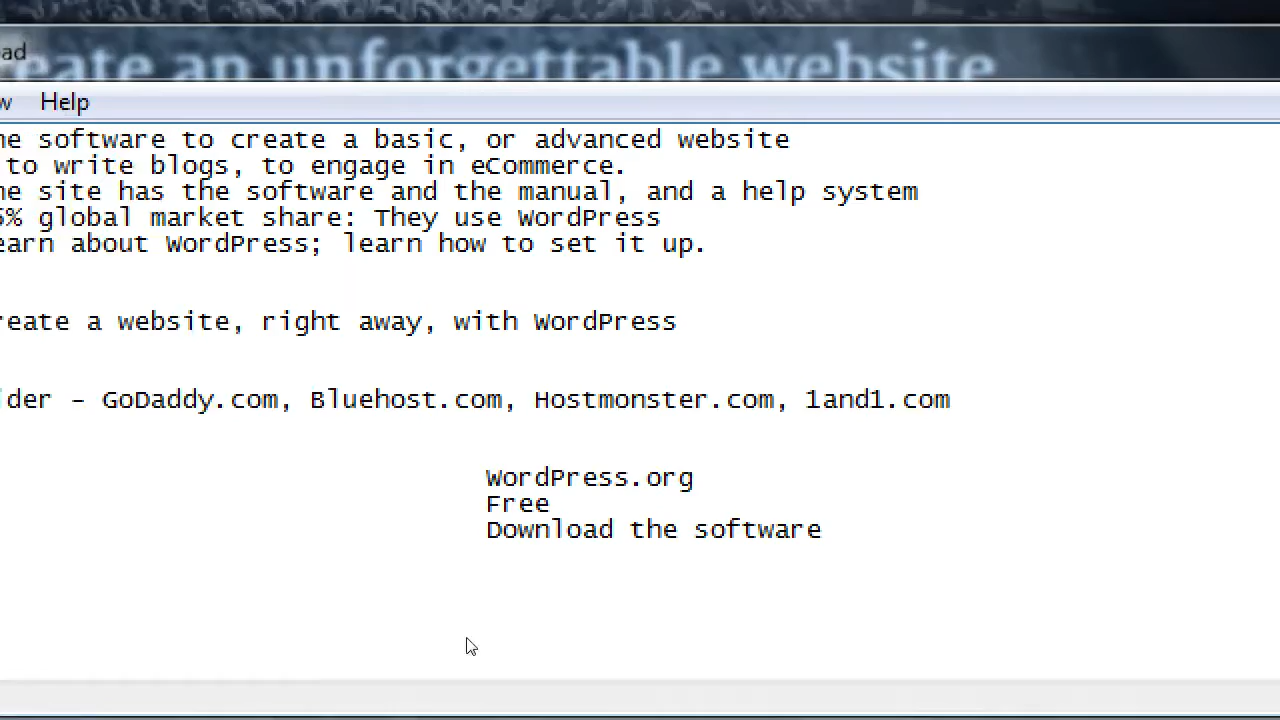 eate an unforgettable website
ad
w Help
ne software to create a basic, or advanced website
to write blogs, to engage in eCommerce.
ne site has the software and the manual, and a help system
5% global market share: They use WordPress
earn about WordPress; learn how to set it up.
reate a website, right away, with WordPress
ider - GoDaddy.com, Bluehost.com, Hostmonster.com, 1and1.com
WordPress.org
Free
Download the software